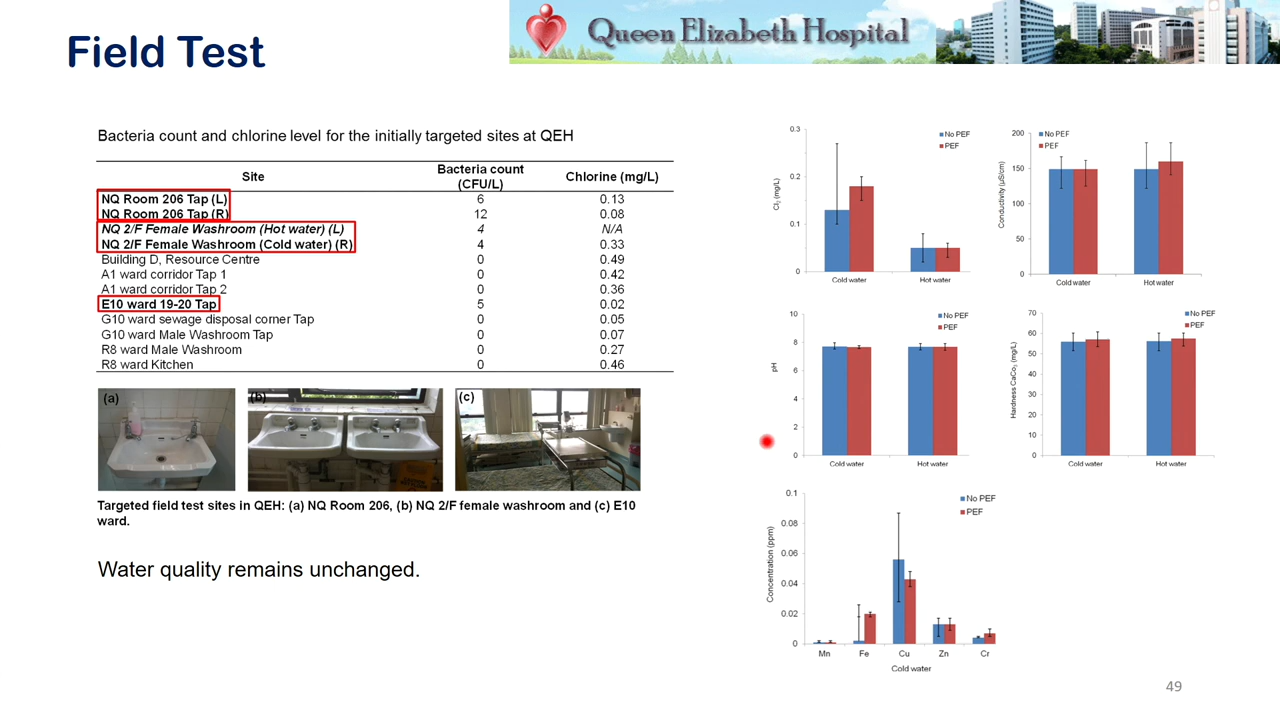 Field Test
Queen Elizabeth Hospital
Bacteria count and chlorine level for the initially targeted sites at QEH
Site Bacteria count (CFU/L) Chlorine (mg/L)
NQ Room 206 Tap (L) 6 0.13
NQ Room 206 Tap (R) 12 0.08
NQ 2/F Female Washroom (Hot water) (L) 4 N/A
NQ 2/F Female Washroom (Cold water) (R) 4 0.33
Building D, Resource Centre 0 0.49
A1 ward corridor Tap 1 0 0.42
A1 ward corridor Tap 2 0 0.36
E10 ward 19-20 Tap 5 0.02
G10 ward sewage disposal corner Tap 0 0.05
G10 ward Male Washroom Tap 0 0.07
R8 ward Male Washroom 0 0.27
R8 ward Kitchen 0 0.46
(a) (b) (c)
Targeted field test sites in QEH: (a) NQ Room 206, (b) NQ 2/F female washroom and (c) E10
ward.
Water quality remains unchanged.
Cl₂ (mg/L)
0.3
0.2
0.1
0
No PEF
PEF
Cold water Hot water
Conductivity (µS/cm)
200
150
100
50
0
No PEF
PEF
Cold water Hot water
pH
10
8
6
4
2
0
No PEF
PEF
Cold water Hot water
Hardness CaCo₃ (mg/L)
70
60
50
40
30
20
10
0
No PEF
PEF
Cold water Hot water
Concentration (ppm)
0.1
0.08
0.06
0.04
0.02
0
No PEF
PEF
Mn Fe Cu Zn Cr
Cold water
49